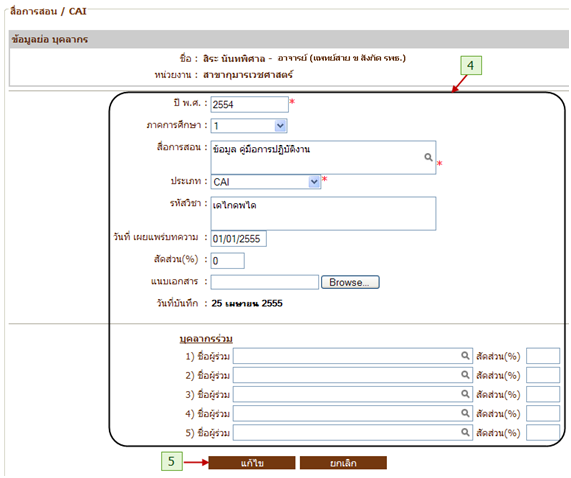 สื่อการสอน / CAI
ข้อมูลย่อ บุคลากร
ชื่อ : สิระ นันทพิศาล - อาจารย์ (แพทย์สาย ข สังกัด รพธ.)
หน่วยงาน : สาขากุมารเวชศาสตร์
4
ปี พ.ศ. : 2554 *
ภาคการศึกษา : 1
สื่อการสอน : ข้อมูล คู่มือการปฏิบัติงาน *
ประเภท : CAI *
รหัสวิชา : เดไกดพได
วันที่ เผยแพร่บทความ : 01/01/2555
สัดส่วน(%) : 0
แนบเอกสาร : Browse...
วันที่บันทึก : 25 เมษายน 2555
บุคลากรร่วม
1) ชื่อผู้ร่วม สัดส่วน(%)
2) ชื่อผู้ร่วม สัดส่วน(%)
3) ชื่อผู้ร่วม สัดส่วน(%)
4) ชื่อผู้ร่วม สัดส่วน(%)
5) ชื่อผู้ร่วม สัดส่วน(%)
5 แก้ไข ยกเลิก